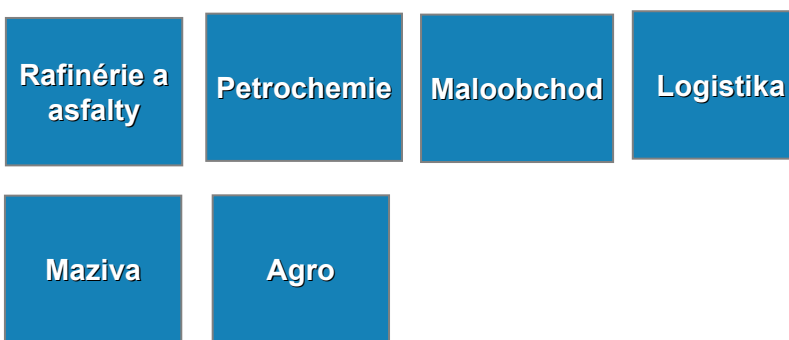 Rafinérie a
asfalty
Petrochemie
Maloobchod
Logistika
Maziva
Agro